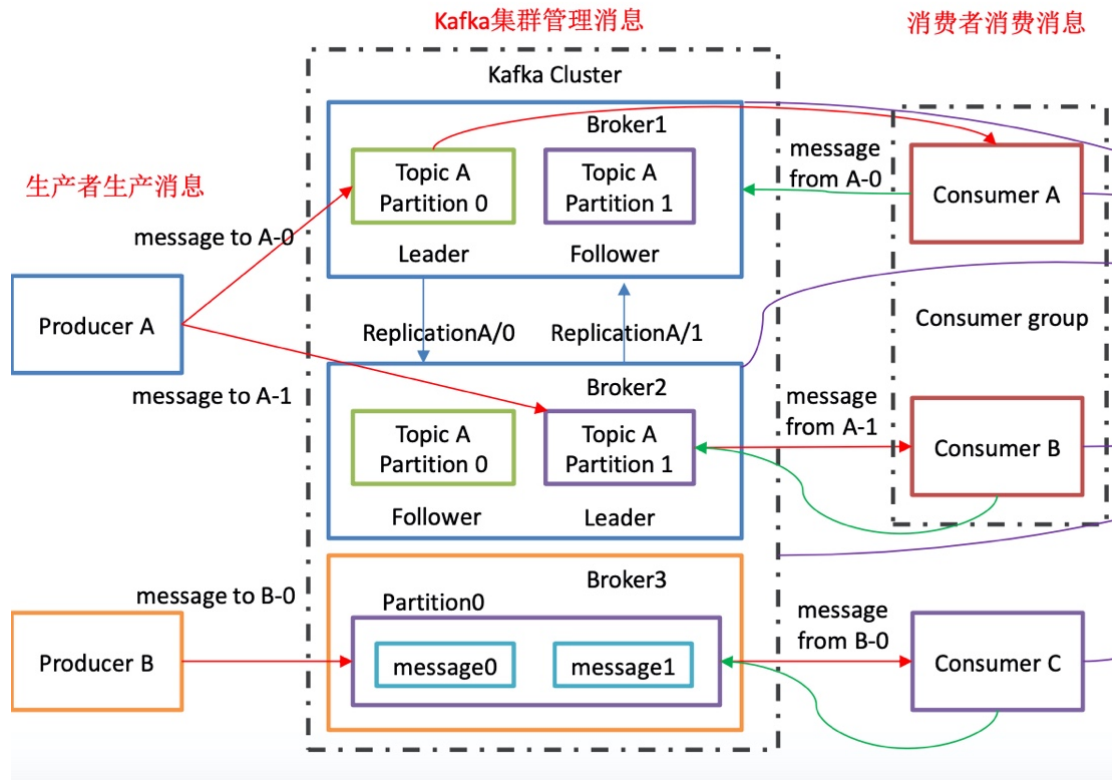 Kafka集群管理消息
消费者消费消息
生产者生产消息
Kafka Cluster
Broker1
Topic A
Partition 0
Topic A
Partition 1
Leader
Follower
message to A-0
Producer A
message to A-1
ReplicationA/0
ReplicationA/1
Broker2
Topic A
Partition 0
Topic A
Partition 1
Follower
Leader
message
from A-0
Consumer A
Consumer group
message
from A-1
Consumer B
message to B-0
Producer B
Broker3
Partition0
message0
message1
message
from B-0
Consumer C